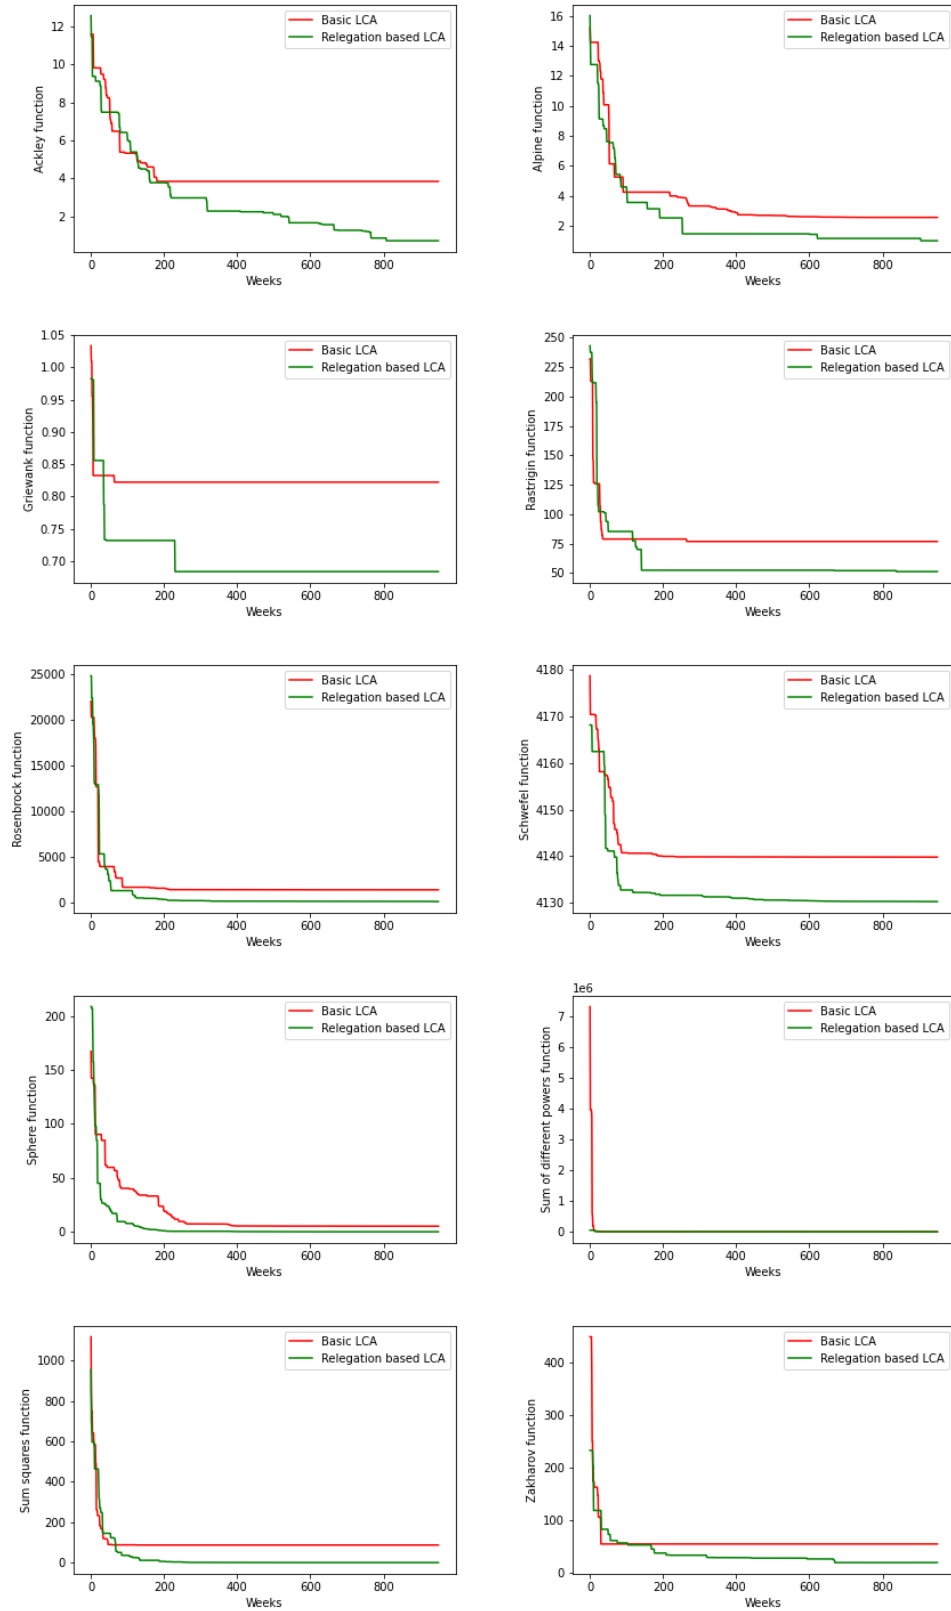 12
10
8
6
4
2
Ackley function
0
200
400
600
800
Weeks
Basic LCA
Relegation based LCA
16
14
12
10
8
6
4
2
Alpine function
0
200
400
600
800
Weeks
Basic LCA
Relegation based LCA
1.05
1.00
0.95
0.90
0.85
0.80
0.75
0.70
Griewank function
0
200
400
600
800
Weeks
Basic LCA
Relegation based LCA
250
225
200
175
150
125
100
75
50
Rastrigin function
0
200
400
600
800
Weeks
Basic LCA
Relegation based LCA
25000
20000
15000
10000
5000
0
Rosenbrock function
0
200
400
600
800
Weeks
Basic LCA
Relegation based LCA
4180
4170
4160
4150
4140
4130
Schwefel function
0
200
400
600
800
Weeks
Basic LCA
Relegation based LCA
200
150
100
50
0
Sphere function
0
200
400
600
800
Weeks
Basic LCA
Relegation based LCA
1e6
7
6
5
4
3
2
1
0
Sum of different powers function
0
200
400
600
800
Weeks
Basic LCA
Relegation based LCA
1000
800
600
400
200
0
Sum squares function
0
200
400
600
800
Weeks
Basic LCA
Relegation based LCA
400
300
200
100
0
Zakharov function
0
200
400
600
800
Weeks
Basic LCA
Relegation based LCA